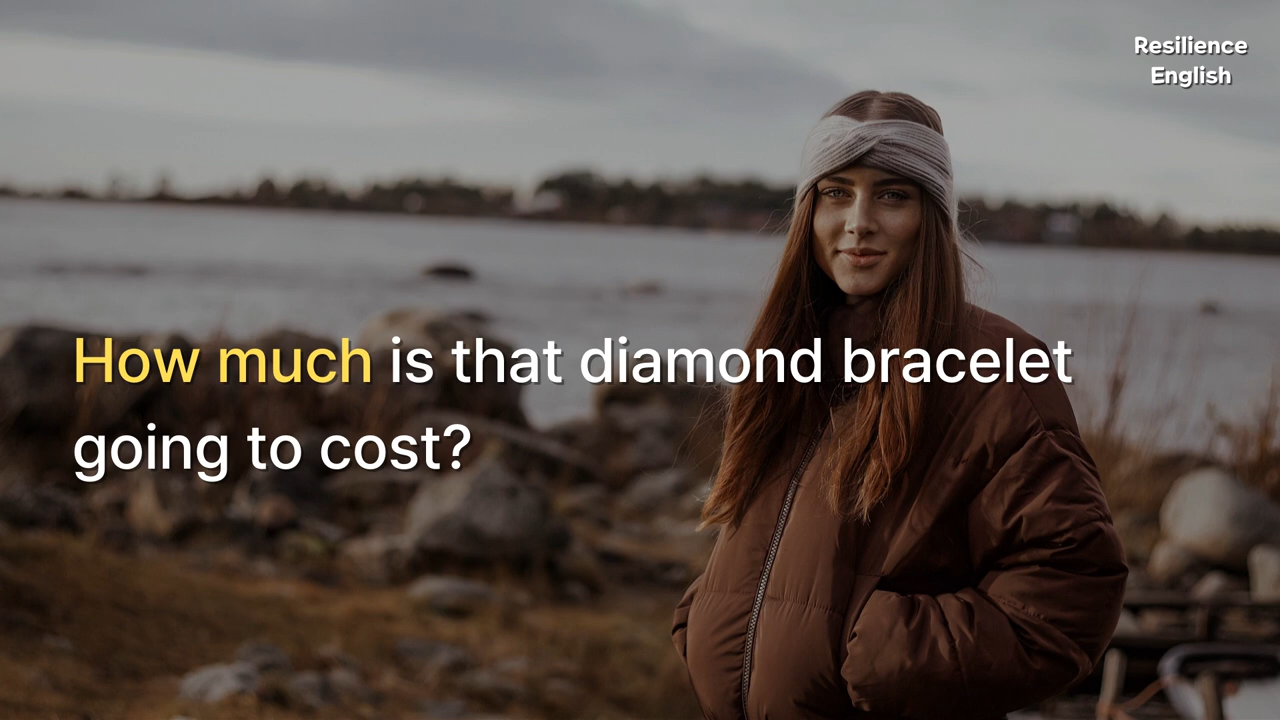 Resilience
English
How much is that diamond bracelet
going to cost?